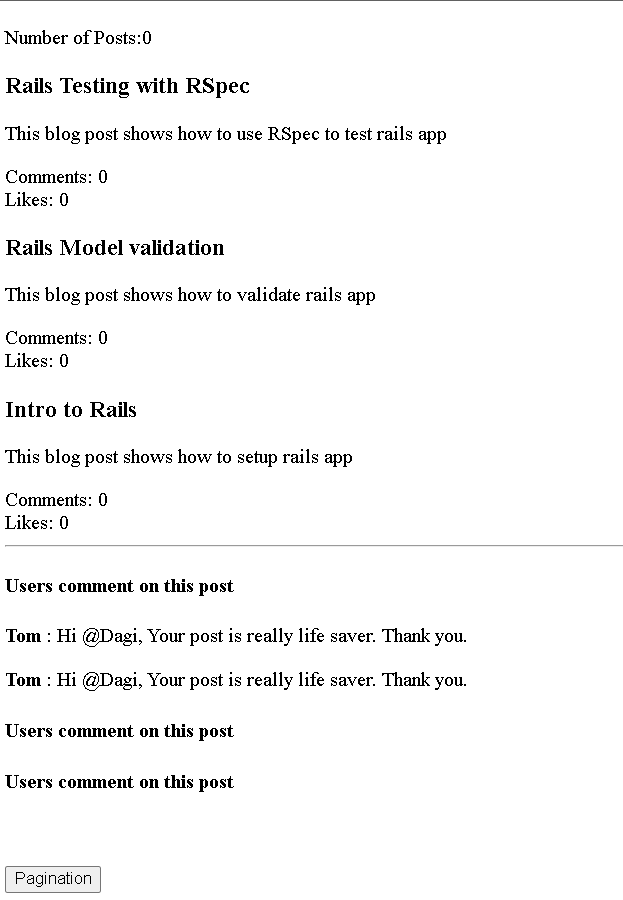 Number of Posts:0
Rails Testing with RSpec
This blog post shows how to use RSpec to test rails app
Comments: 0
Likes: 0
Rails Model validation
This blog post shows how to validate rails app
Comments: 0
Likes: 0
Intro to Rails
This blog post shows how to setup rails app
Comments: 0
Likes: 0
Users comment on this post
Tom : Hi @Dagi, Your post is really life saver. Thank you.
Tom : Hi @Dagi, Your post is really life saver. Thank you.
Users comment on this post
Users comment on this post
Pagination